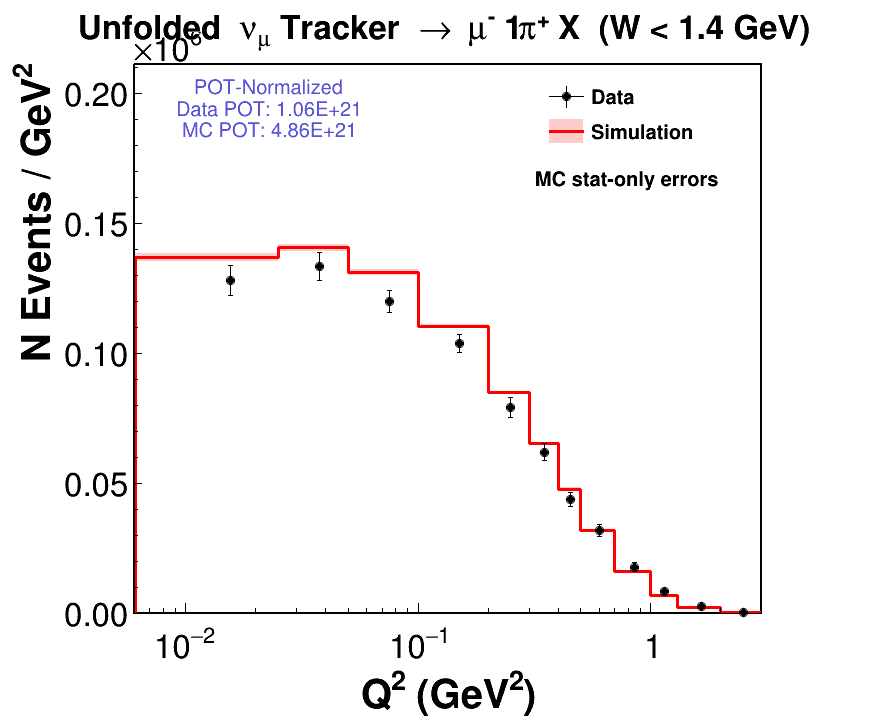 Unfolded ν_μ Tracker → μ⁻ 1π⁺ X (W < 1.4 GeV)
×10⁶
N Events / GeV²
0.20
0.15
0.10
0.05
0.00
POT-Normalized
Data POT: 1.06E+21
MC POT: 4.86E+21
Data
Simulation
MC stat-only errors
10⁻² 10⁻¹ 1
Q² (GeV²)